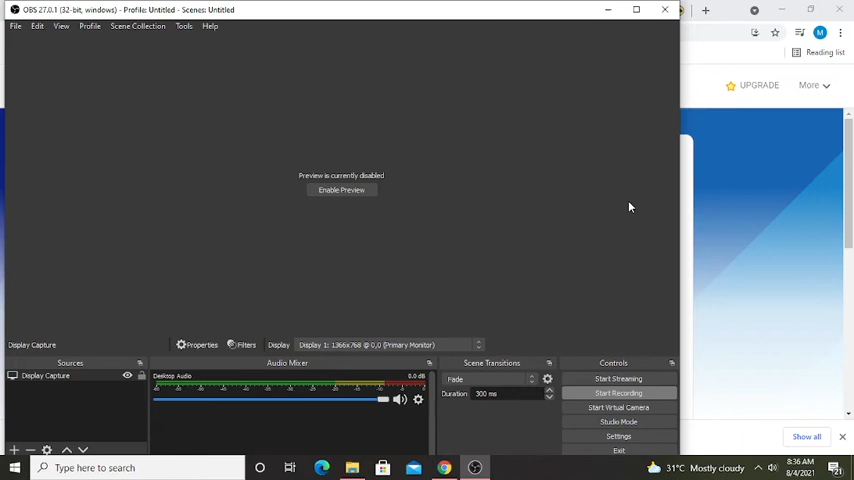 OBS 27.0.1 (32-bit, windows) - Profile: Untitled - Scenes: Untitled
File Edit View Profile Scene Collection Tools Help
Reading list
UPGRADE More
Preview is currently disabled
Enable Preview
Display Capture Properties Filters Display Display 1: 1366x768 @ 0,0 (Primary Monitor)
Sources Audio Mixer Scene Transitions Controls
Display Capture
Desktop Audio 0.0 dB
Fade
Duration 300 ms
Start Streaming
Start Recording
Start Virtual Camera
Studio Mode
Settings
Exit
Show all
Type here to search
31°C Mostly cloudy
8:36 AM
8/4/2021
21
M